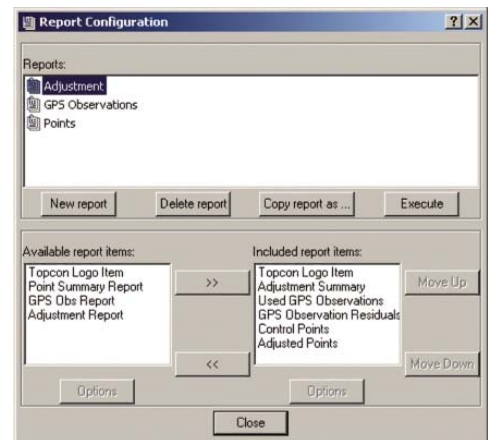 Report Configuration
Reports:
Adjustment
GPS Observations
Points
New report
Delete report
Copy report as ...
Execute
Available report items:
Topcon Logo Item
Point Summary Report
GPS Obs Report
Adjustment Report
>>
<<
Options
Included report items:
Topcon Logo Item
Adjustment Summary
Used GPS Observations
GPS Observation Residuals
Control Points
Adjusted Points
Options
Move Up
Move Down
Close